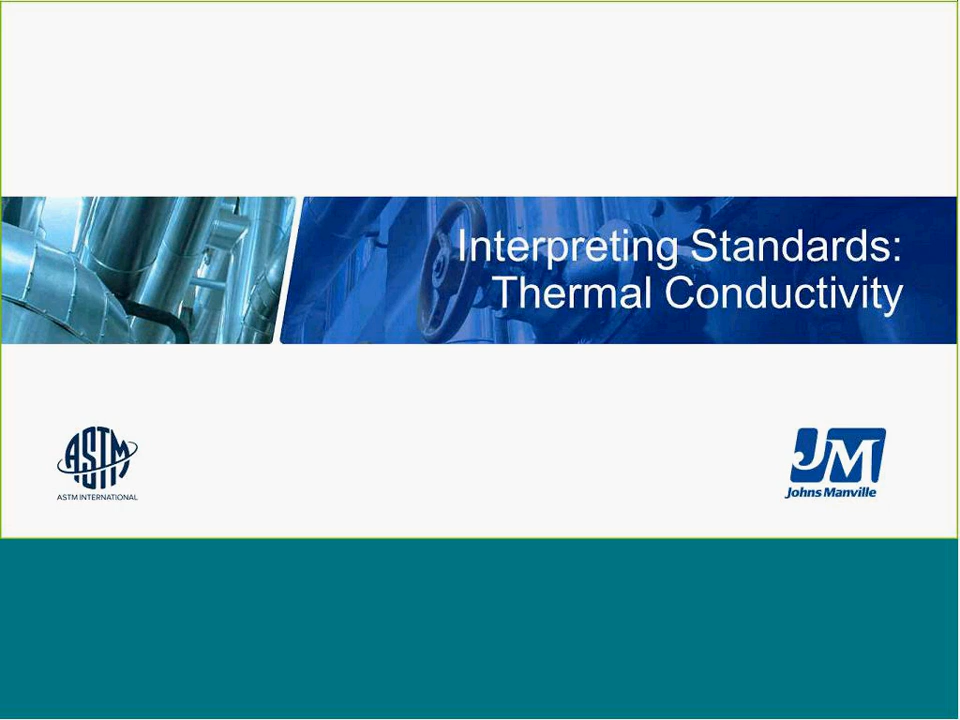 Interpreting Standards:
Thermal Conductivity
ASTM
ASTM INTERNATIONAL
JM
Johns Manville